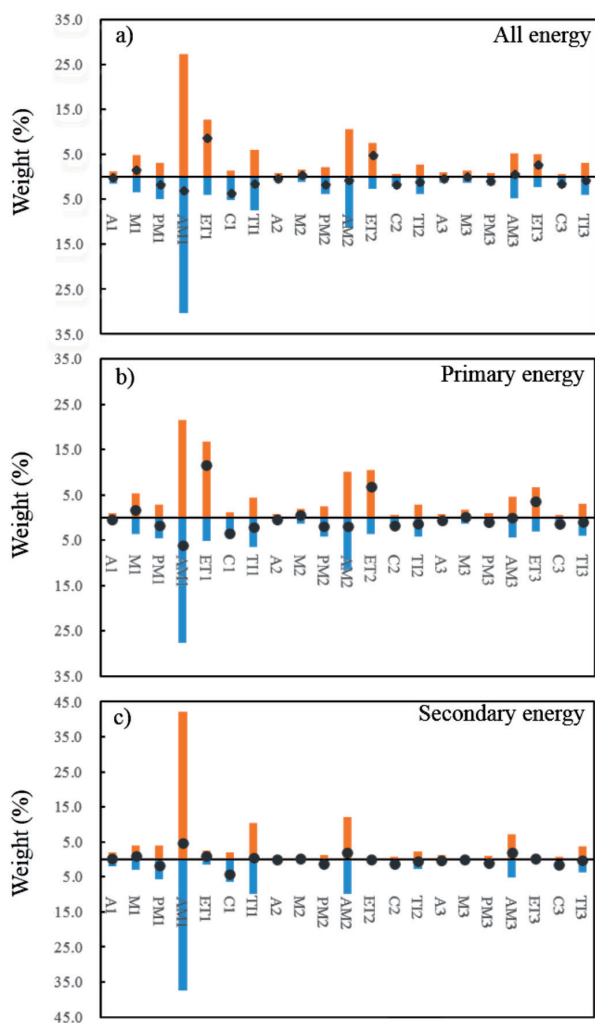 a)
All energy
Weight (%)
35.0
25.0
15.0
5.0
5.0
15.0
25.0
35.0
A1
M1
PM1
AM1
ET1
C1
TI1
A2
M2
PM2
AM2
ET2
C2
TI2
A3
M3
PM3
AM3
ET3
C3
TI3
b)
Primary energy
35.0
25.0
15.0
5.0
5.0
15.0
25.0
35.0
A1
M1
PM1
AM1
ET1
C1
TI1
A2
M2
PM2
AM2
ET2
C2
TI2
A3
M3
PM3
AM3
ET3
C3
TI3
c)
Secondary energy
Weight (%)
45.0
35.0
25.0
15.0
5.0
5.0
15.0
25.0
35.0
45.0
A1
M1
PM1
AM1
ET1
C1
TI1
A2
M2
PM2
AM2
ET2
C2
TI2
A3
M3
PM3
AM3
ET3
C3
TI3